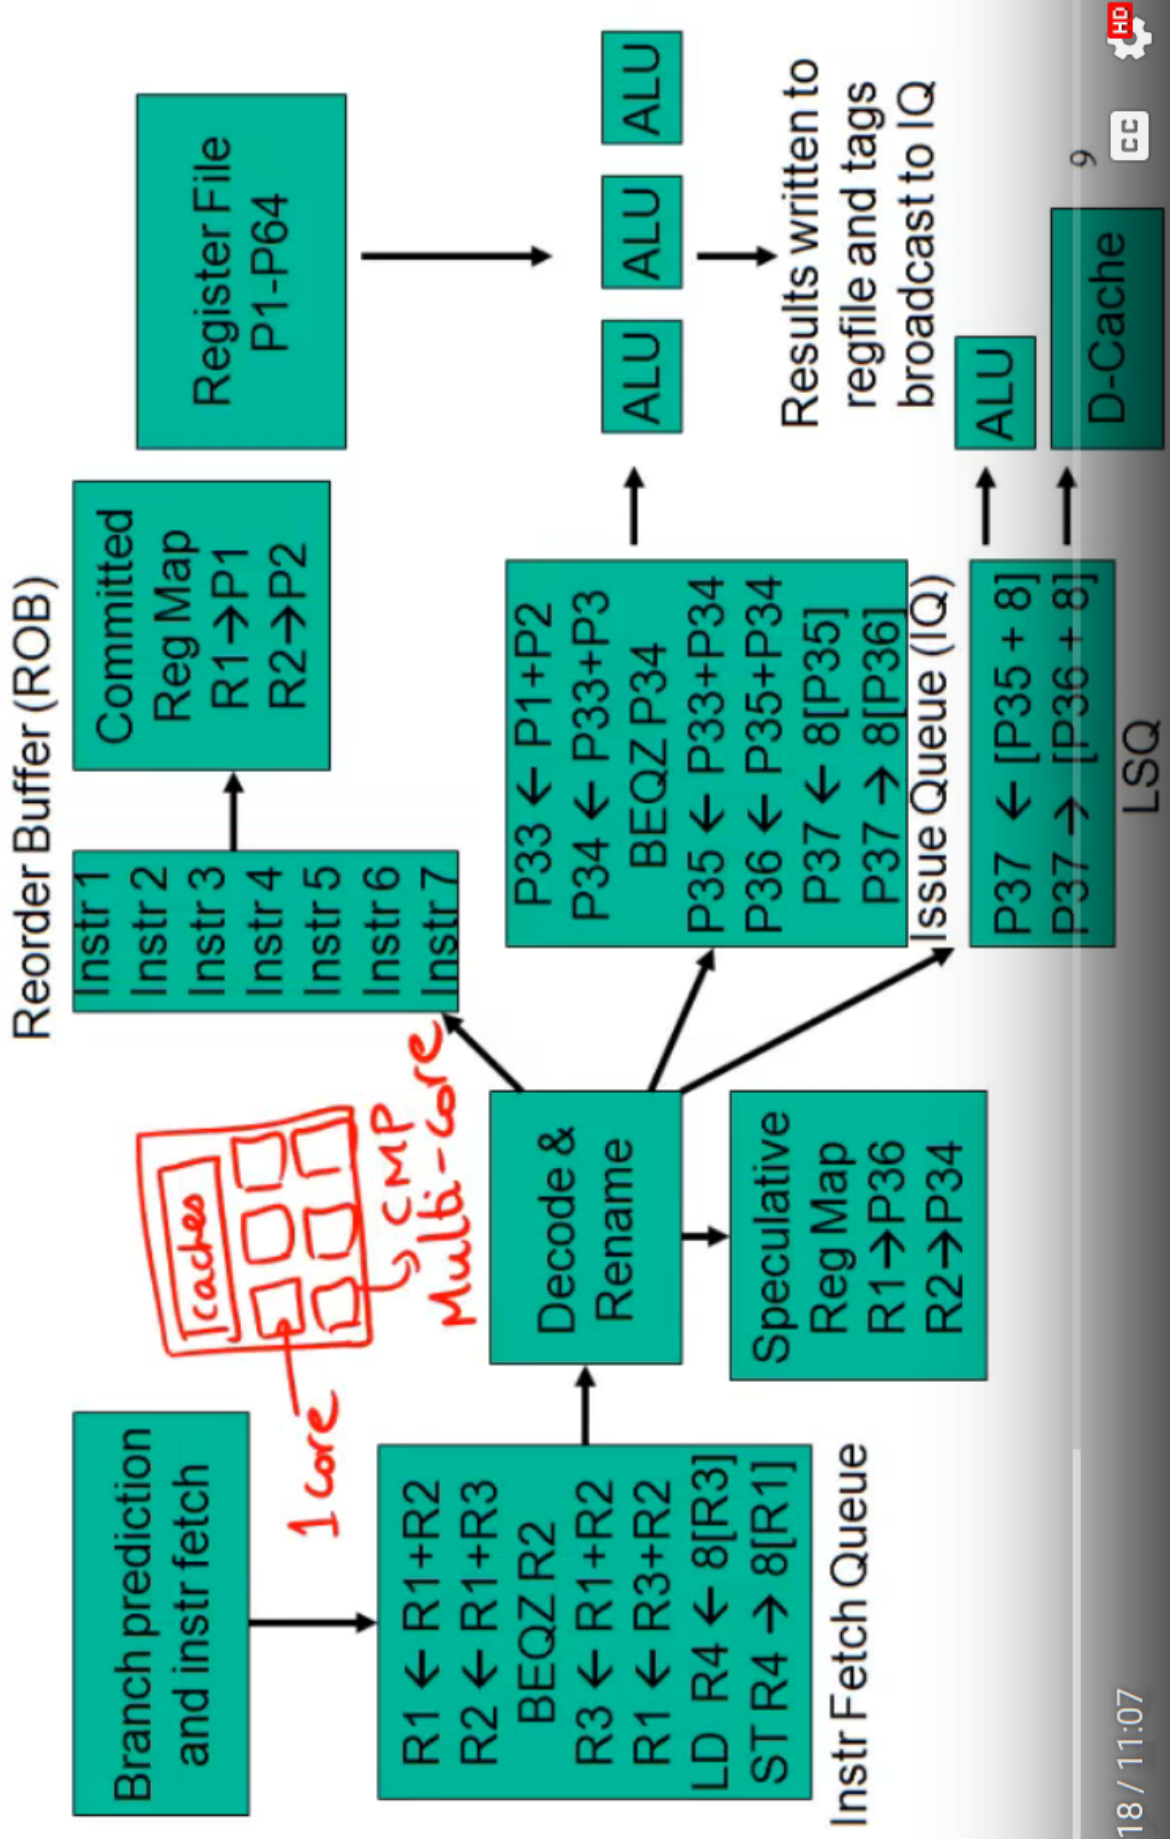 Reorder Buffer (ROB)
Branch prediction
and instr fetch
Instr 1
Instr 2
Instr 3
Instr 4
Instr 5
Instr 6
Instr 7
Committed
Reg Map
R1→P1
R2→P2
Register File
P1-P64
caches
1 core
CMP
Multi-core
R1 ← R1+R2
R2 ← R1+R3
BEQZ R2
R3 ← R1+R2
R1 ← R3+R2
LD R4 ← 8[R3]
ST R4 → 8[R1]
Instr Fetch Queue
Decode &
Rename
Speculative
Reg Map
R1→P36
R2→P34
P33 ← P1+P2
P34 ← P33+P3
BEQZ P34
P35 ← P33+P34
P36 ← P35+P34
P37 ← 8[P35]
P37 → 8[P36]
Issue Queue (IQ)
ALU
ALU
ALU
Results written to
regfile and tags
broadcast to IQ
P37 ← [P35 + 8]
P37 → [P36 + 8]
LSQ
ALU
D-Cache
9
18 / 11:07
CC
HD